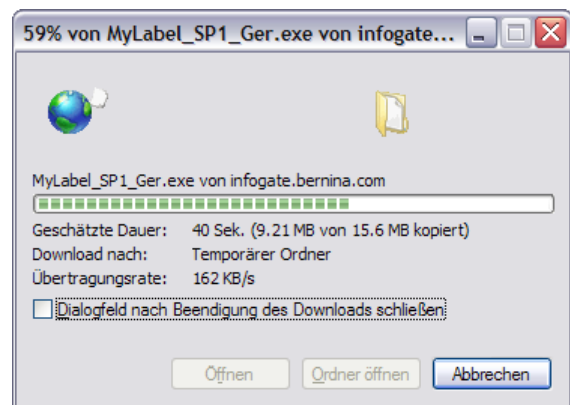 59% von MyLabel_SP1_Ger.exe von infogate...
MyLabel_SP1_Ger.exe von infogate.bernina.com
Geschätzte Dauer: 40 Sek. (9.21 MB von 15.6 MB kopiert)
Download nach: Temporärer Ordner
Übertragungsrate: 162 KB/s
Dialogfeld nach Beendigung des Downloads schließen
Öffnen Ordner öffnen Abbrechen